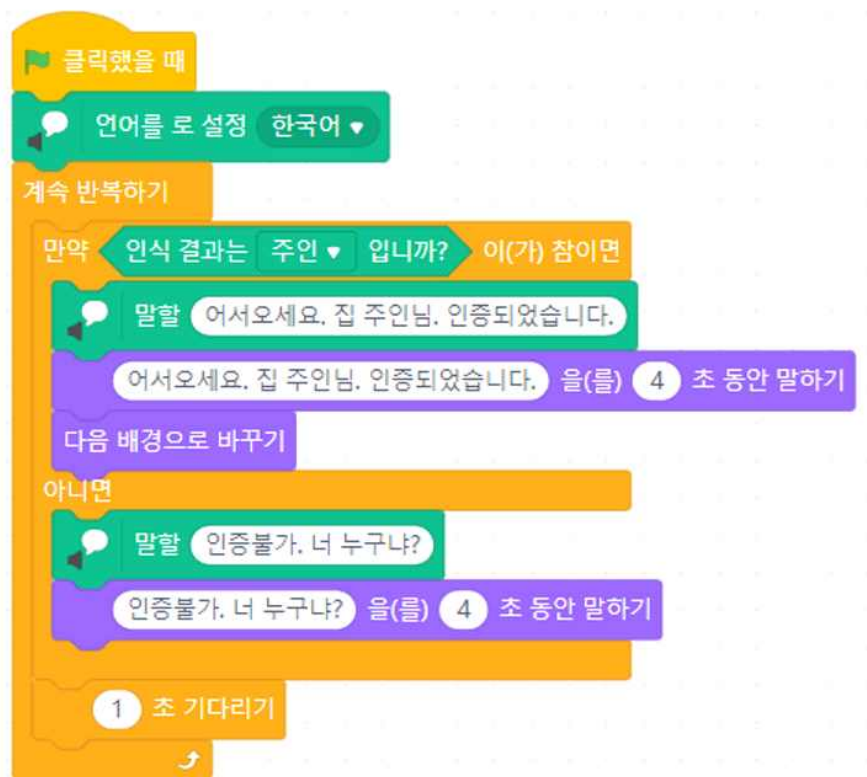 클릭했을 때
언어를 로 설정 한국어
계속 반복하기
만약 인식 결과는 주인 입니까? 이(가) 참이면
말할 어서오세요. 집 주인님. 인증되었습니다.
어서오세요. 집 주인님. 인증되었습니다. 을(를) 4 초 동안 말하기
다음 배경으로 바꾸기
아니면
말할 인증불가. 너 누구냐?
인증불가. 너 누구냐? 을(를) 4 초 동안 말하기
1 초 기다리기